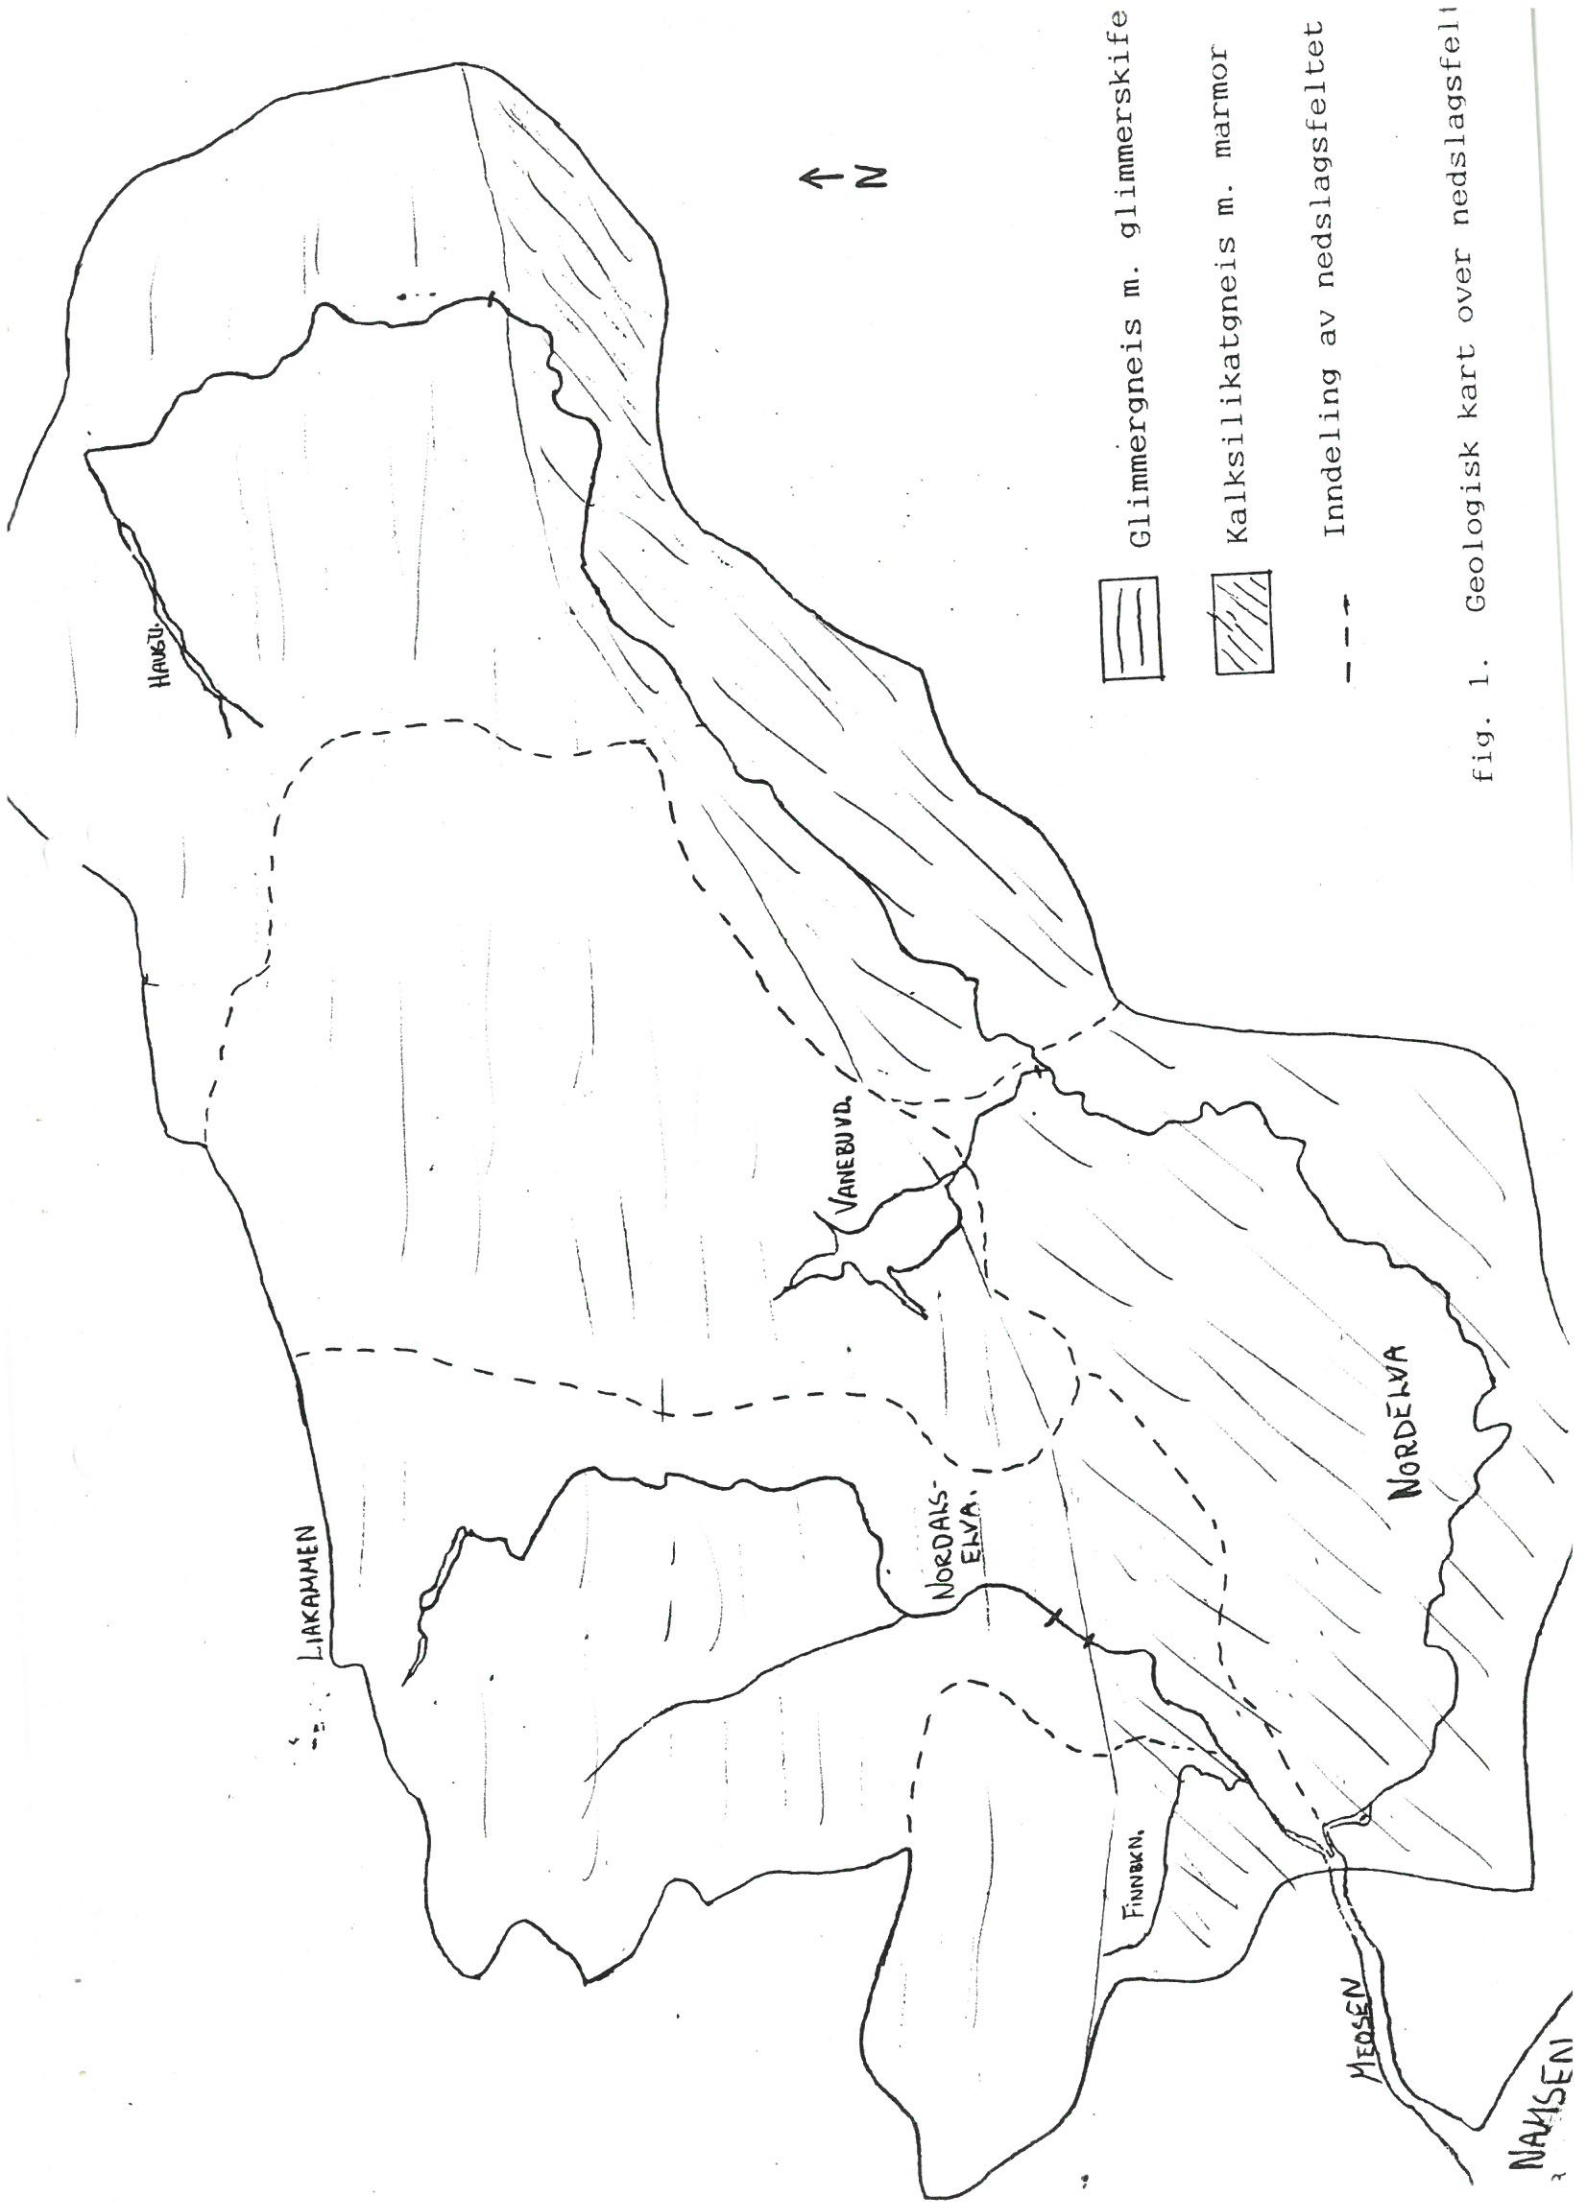 HAUGTJ.
LIAKAMMEN
VANEBUVD.
NORDALS-
ELVA.
FINNBKN.
NORDELVA
MEOSEN
NAMSEN
N
Glimmergneis m. glimmerskife
Kalksilikatgneis m. marmor
Inndeling av nedslagsfeltet
fig. 1. Geologisk kart over nedslagsfelt